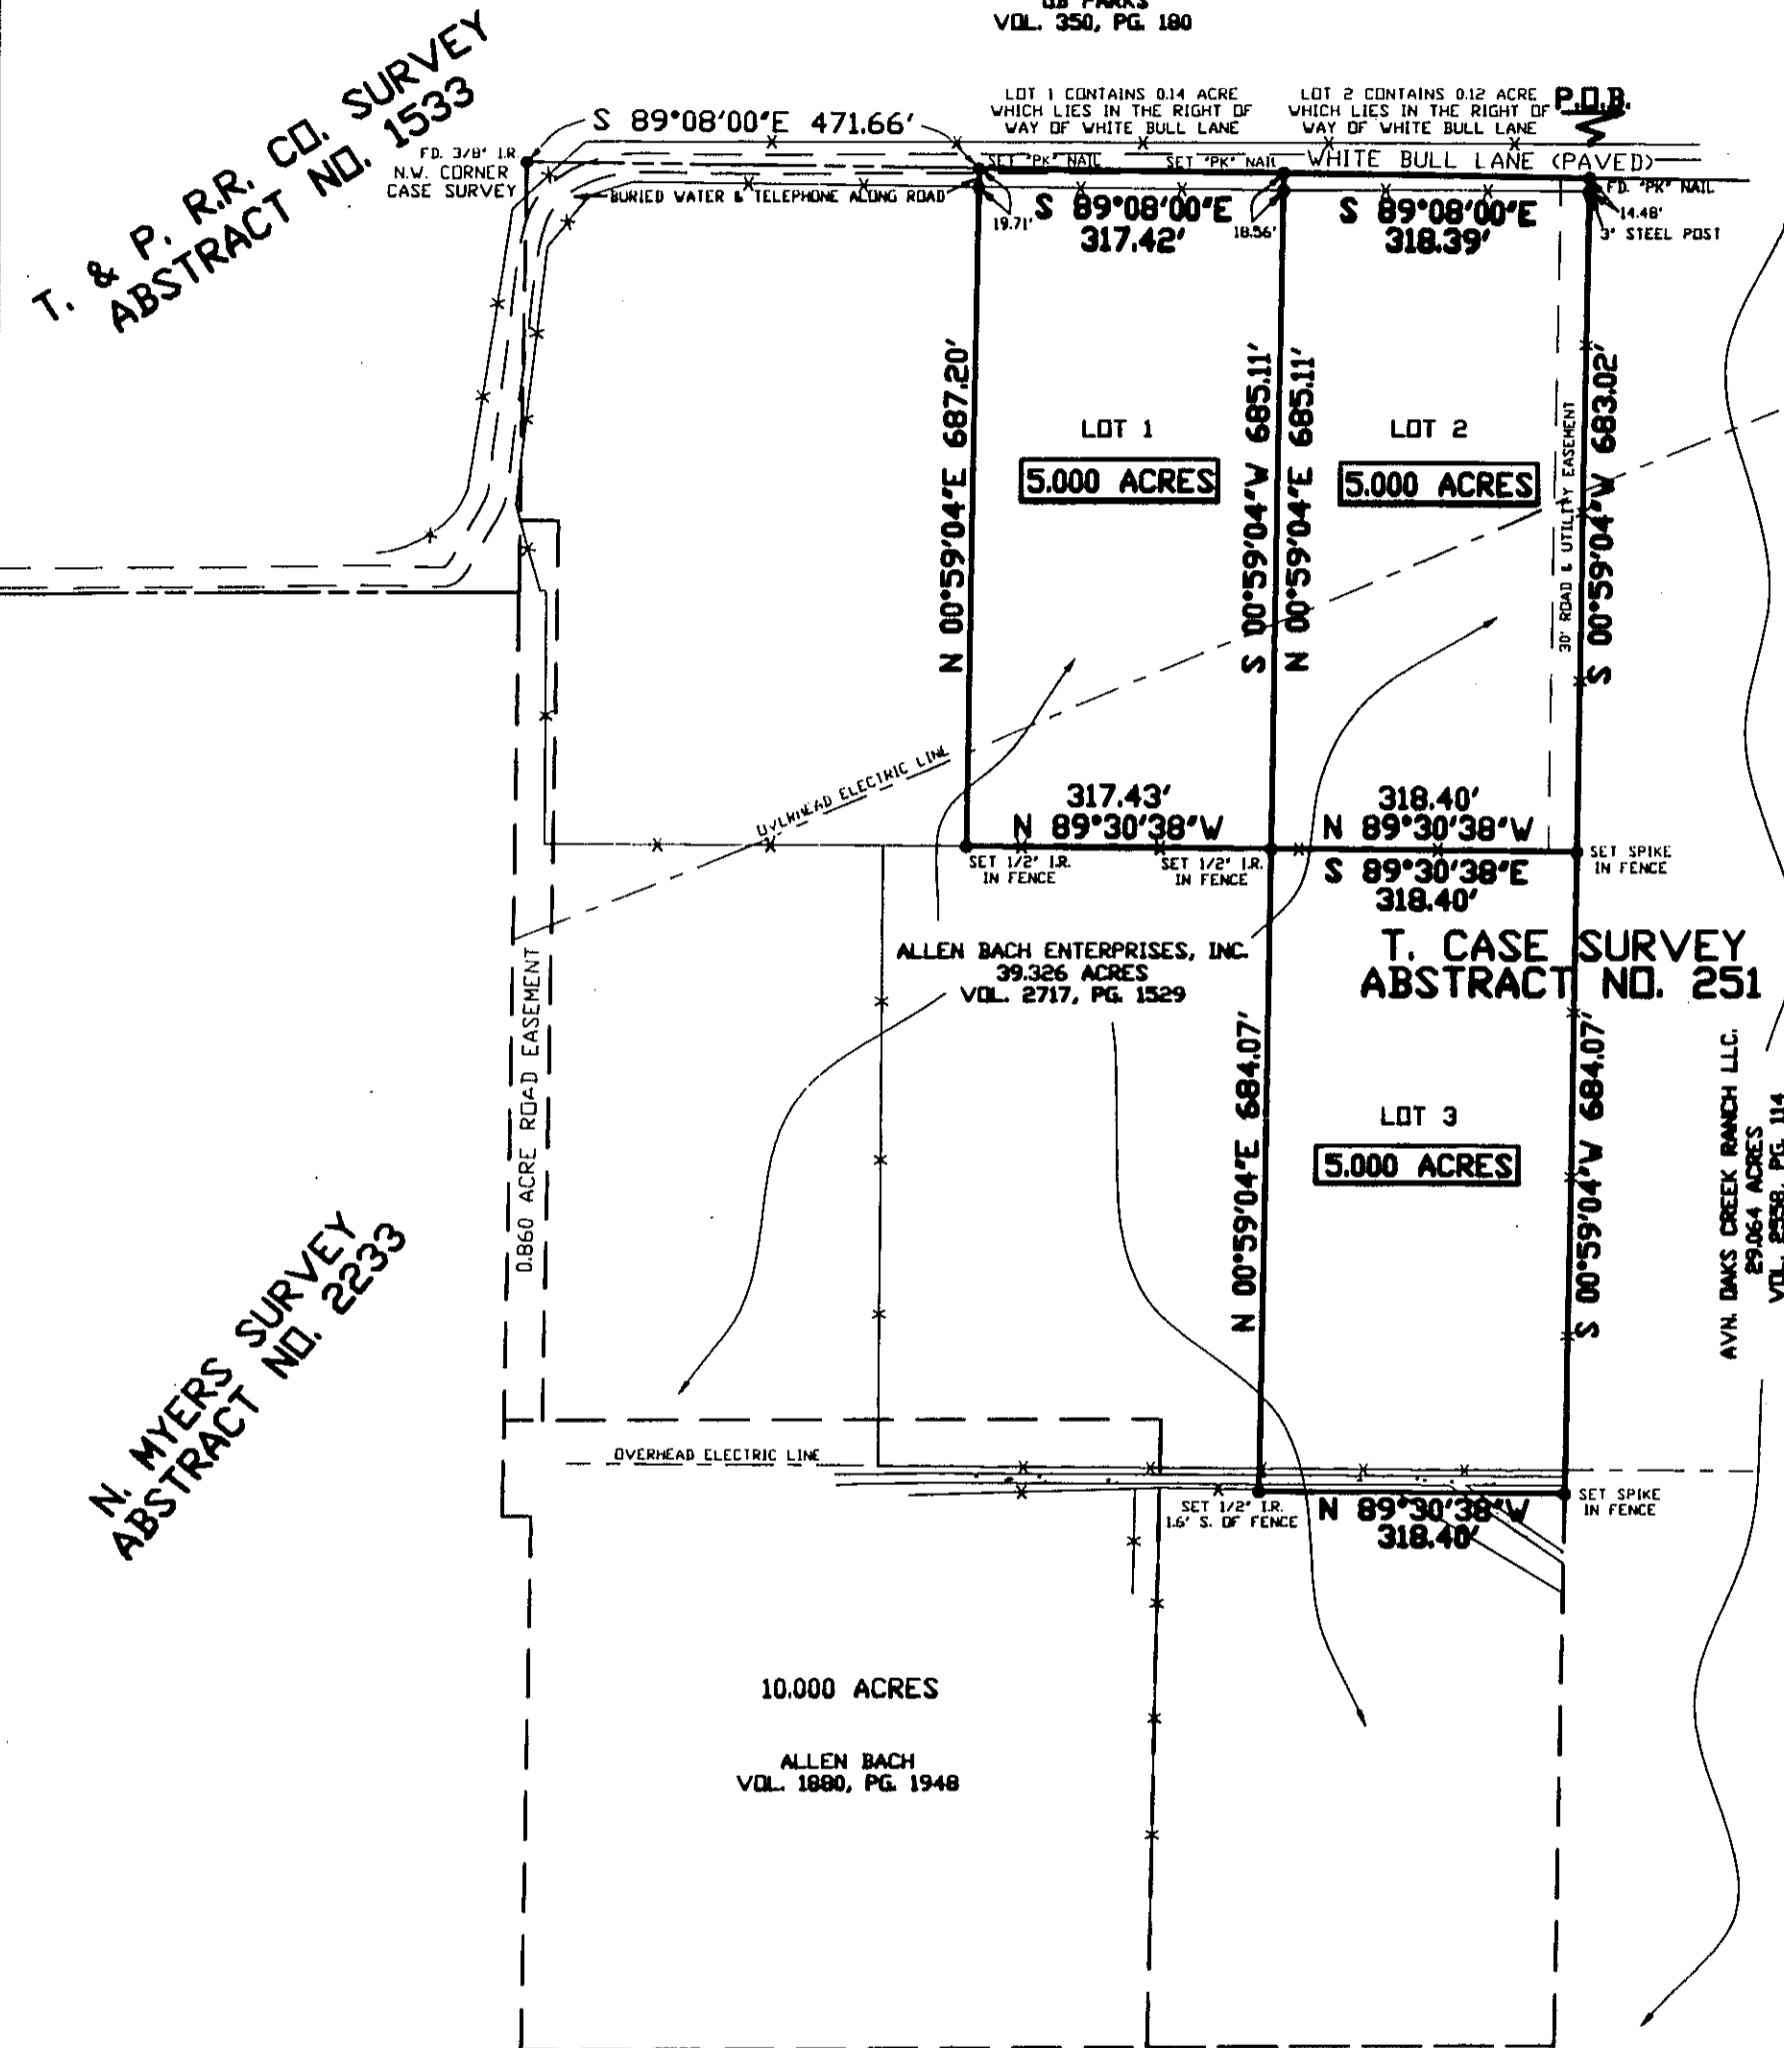 VOL. 350, PG. 180
T. & P. R.R. CO. SURVEY
ABSTRACT NO. 1533
S 89°08'00"E 471.66'
LOT 1 CONTAINS 0.14 ACRE
WHICH LIES IN THE RIGHT OF
WAY OF WHITE BULL LANE
LOT 2 CONTAINS 0.12 ACRE
WHICH LIES IN THE RIGHT OF
WAY OF WHITE BULL LANE
P.O.B.
FD. 3/8" I.R.
N.W. CORNER
CASE SURVEY
SET "PK" NAIL
SET "PK" NAIL
WHITE BULL LANE (PAVED)
FD. "PK" NAIL
BURIED WATER & TELEPHONE ALONG ROAD
19.71'
S 89°08'00"E
317.42'
18.56'
S 89°08'00"E
318.39'
14.48'
3" STEEL POST
N 00°59'04"E 687.20'
LOT 1
5.000 ACRES
S 00°59'04"W 685.11'
N 00°59'04"E 685.11'
LOT 2
5.000 ACRES
30' ROAD & UTILITY EASEMENT
S 00°59'04"W 683.02'
OVERHEAD ELECTRIC LINE
317.43'
N 89°30'38"W
318.40'
N 89°30'38"W
SET 1/2" I.R.
IN FENCE
SET 1/2" I.R.
IN FENCE
S 89°30'38"E
318.40'
SET SPIKE
IN FENCE
ALLEN BACH ENTERPRISES, INC.
39.326 ACRES
VOL. 2717, PG. 1529
T. CASE SURVEY
ABSTRACT NO. 251
0.860 ACRE ROAD EASEMENT
N 00°59'04"E 684.07'
LOT 3
5.000 ACRES
S 00°59'04"W 684.07'
AVN. OAKS CREEK RANCH LLC.
29.064 ACRES
VOL. 2558, PG. 114
N. MYERS SURVEY
ABSTRACT NO. 2233
OVERHEAD ELECTRIC LINE
SET 1/2" I.R.
1.6' S. OF FENCE
N 89°30'38"W
318.40'
SET SPIKE
IN FENCE
10.000 ACRES
ALLEN BACH
VOL. 1880, PG. 1948